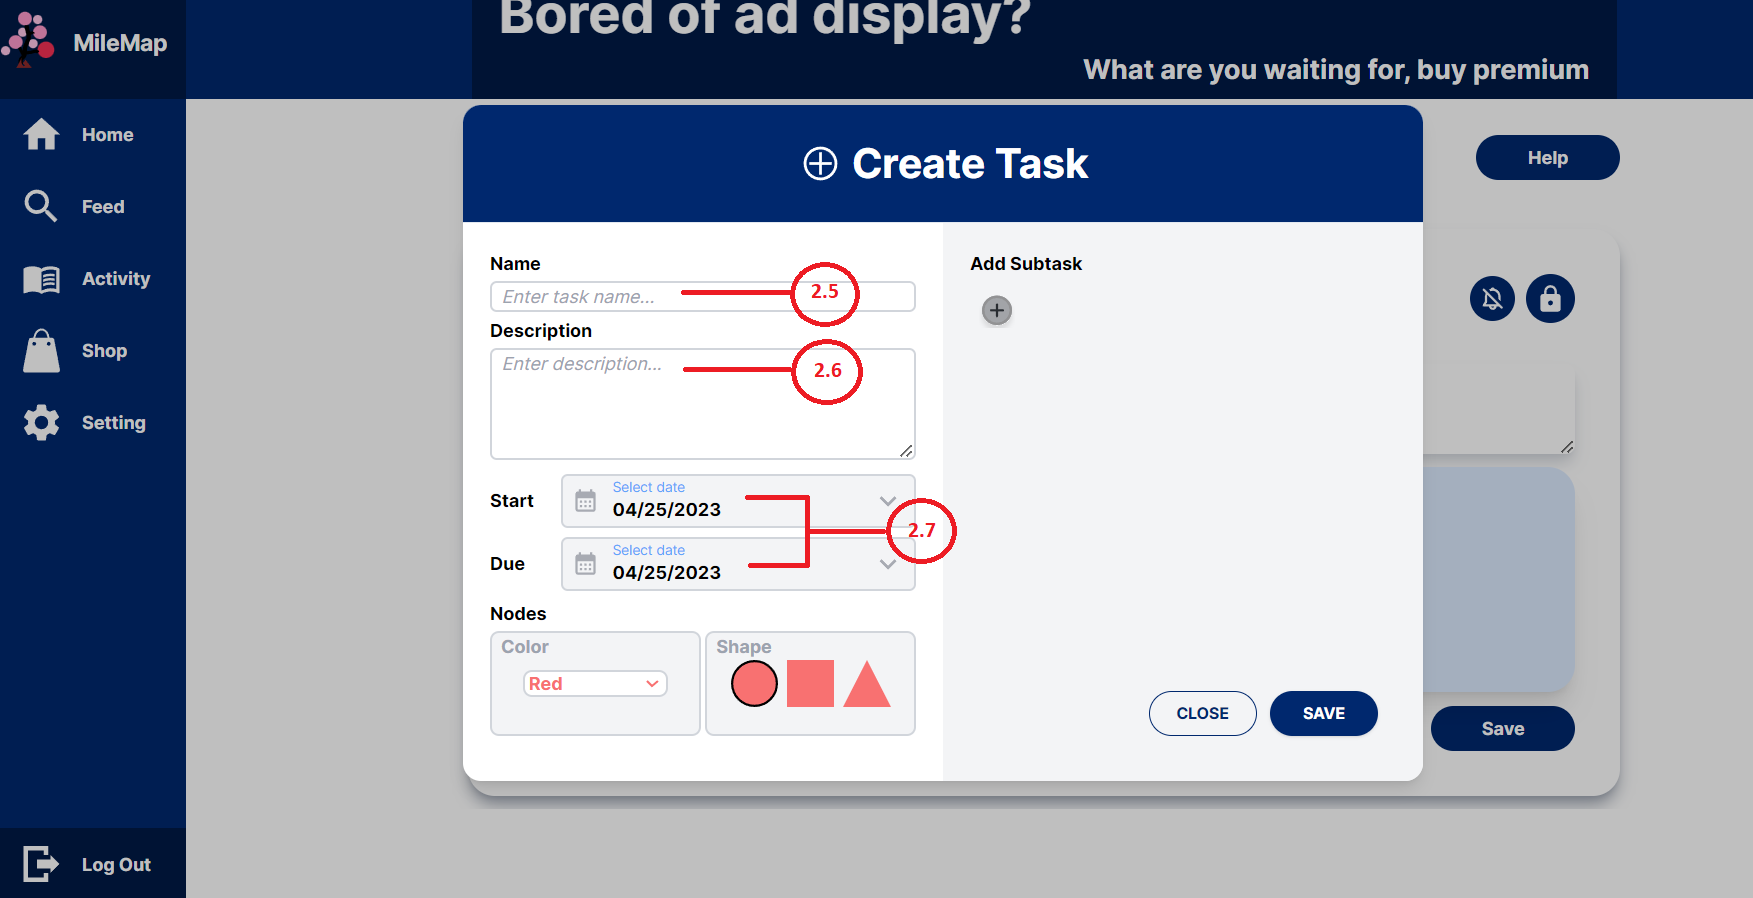 Bored of ad display?
What are you waiting for, buy premium
MileMap
Home
Feed
Activity
Shop
Setting
Log Out
Help
Create Task
Name
Enter task name...
2.5
Description
Enter description...
2.6
Start
Select date
04/25/2023
2.7
Due
Select date
04/25/2023
Nodes
Color
Red
Shape
Add Subtask
CLOSE
SAVE
Save